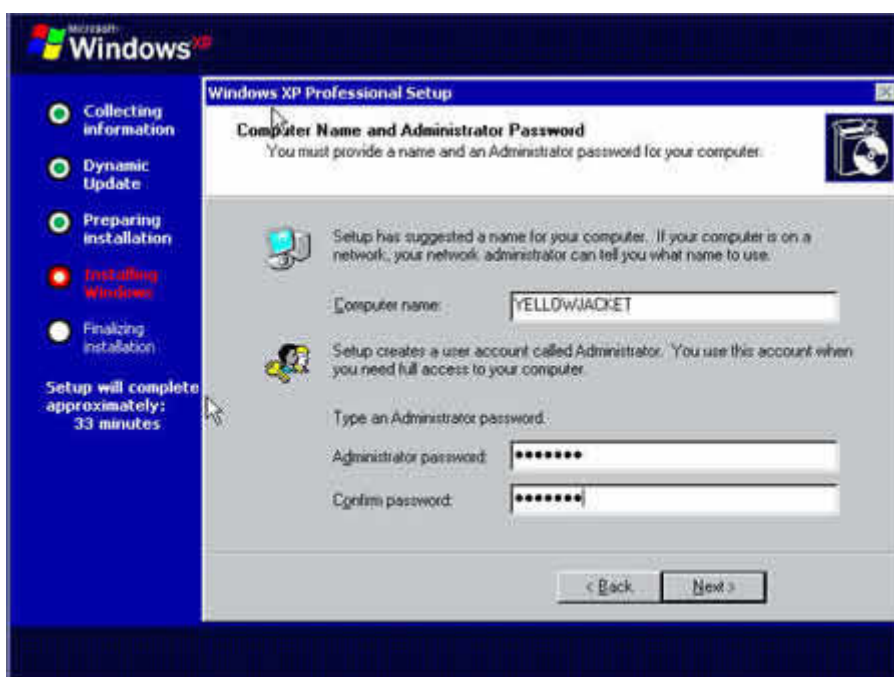 Microsoft
Windows xp
Collecting
information
Dynamic
Update
Preparing
installation
Installing
Windows
Finalizing
installation
Setup will complete
approximately:
33 minutes
Windows XP Professional Setup
Computer Name and Administrator Password
You must provide a name and an Administrator password for your computer.
Setup has suggested a name for your computer. If your computer is on a
network, your network administrator can tell you what name to use.
Computer name: YELLOWJACKET
Setup creates a user account called Administrator. You use this account when
you need full access to your computer.
Type an Administrator password.
Administrator password: •••••••
Confirm password: •••••••
< Back Next >